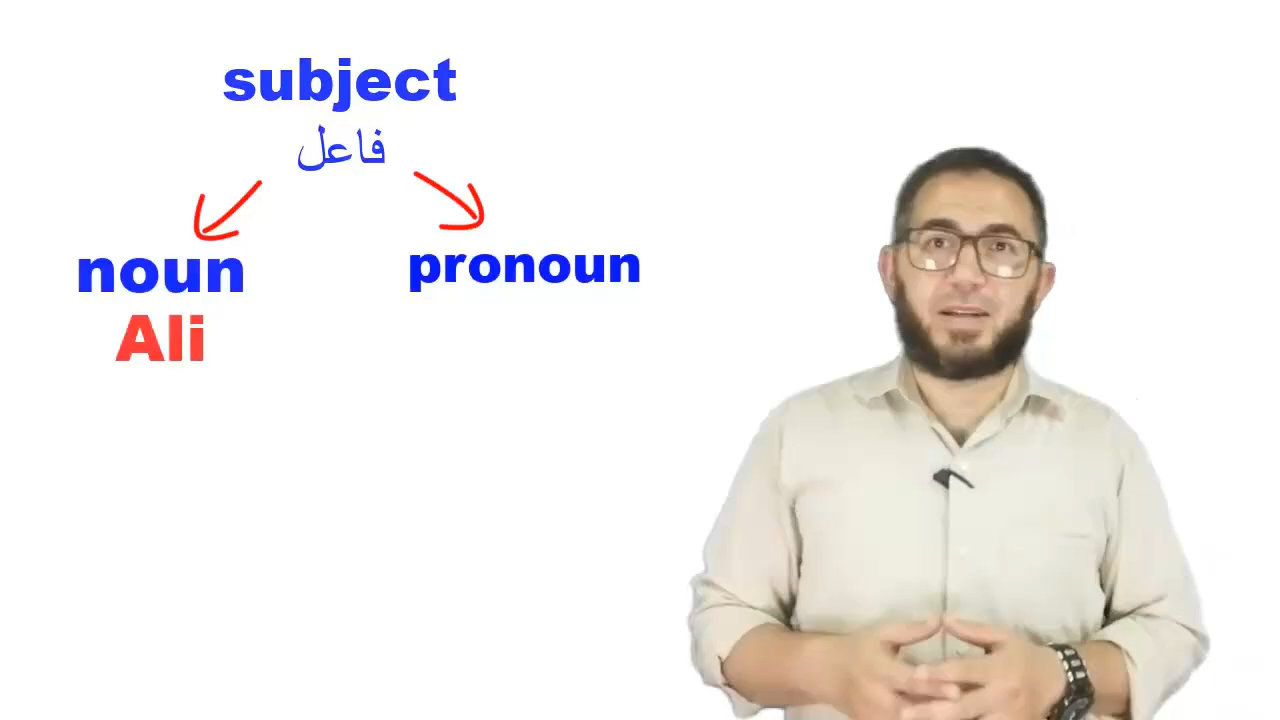 subject
فاعل
noun
pronoun
Ali